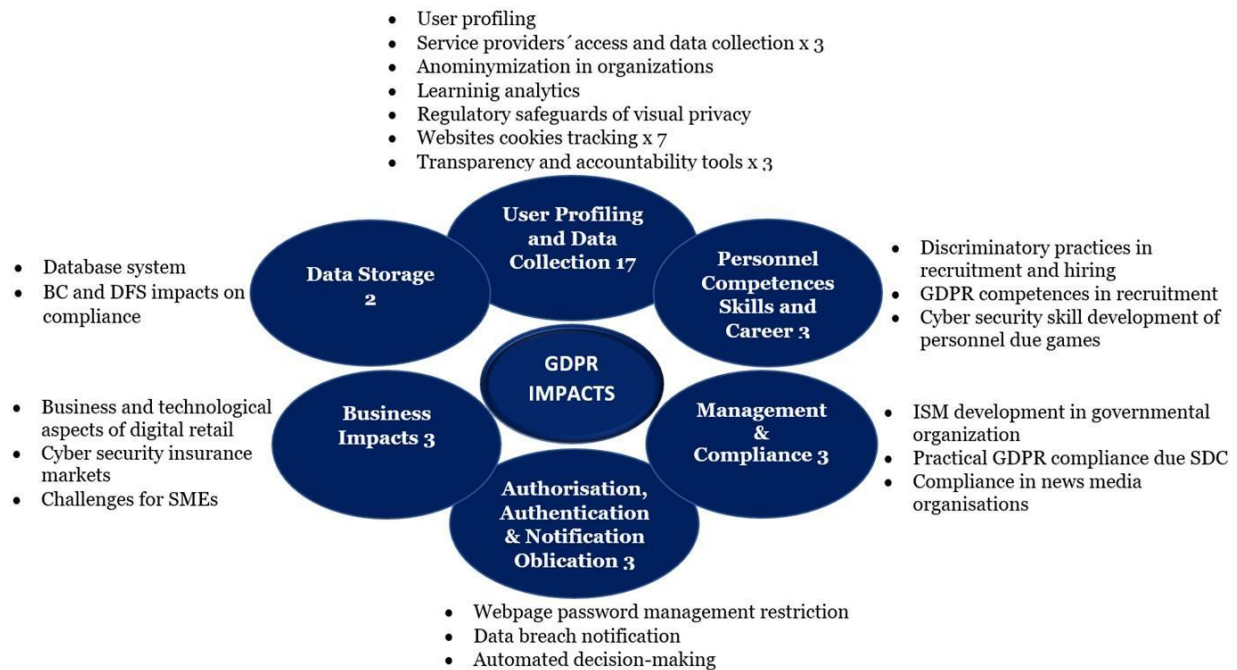 • User profiling
• Service providers´access and data collection x 3
• Anominymization in organizations
• Learninig analytics
• Regulatory safeguards of visual privacy
• Websites cookies tracking x 7
• Transparency and accountability tools x 3
User Profiling
and Data
Collection 17
Data Storage
2
• Database system
• BC and DFS impacts on
compliance
Personnel
Competences
Skills and
Career 3
• Discriminatory practices in
recruitment and hiring
• GDPR competences in recruitment
• Cyber security skill development of
personnel due games
GDPR
IMPACTS
Business
Impacts 3
• Business and technological
aspects of digital retail
• Cyber security insurance
markets
• Challenges for SMEs
Management
&
Compliance 3
• ISM development in governmental
organization
• Practical GDPR compliance due SDC
• Compliance in news media
organisations
Authorisation,
Authentication
& Notification
Oblication 3
• Webpage password management restriction
• Data breach notification
• Automated decision-making